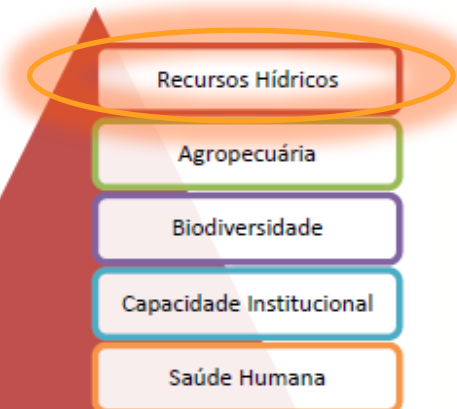 Recursos Hídricos
Agropecuária
Biodiversidade
Capacidade Institucional
Saúde Humana